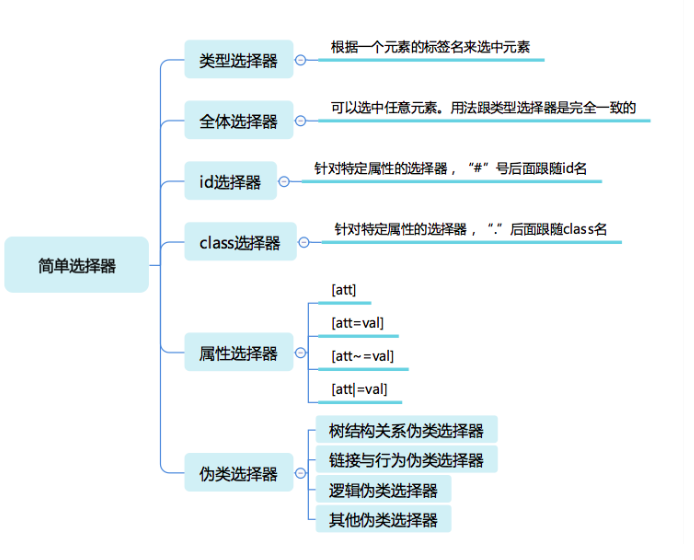 简单选择器
类型选择器
根据一个元素的标签名来选中元素
全体选择器
可以选中任意元素。用法跟类型选择器是完全一致的
id选择器
针对特定属性的选择器，“#”号后面跟随id名
class选择器
针对特定属性的选择器，“.”后面跟随class名
属性选择器
[att]
[att=val]
[att~=val]
[att|=val]
伪类选择器
树结构关系伪类选择器
链接与行为伪类选择器
逻辑伪类选择器
其他伪类选择器